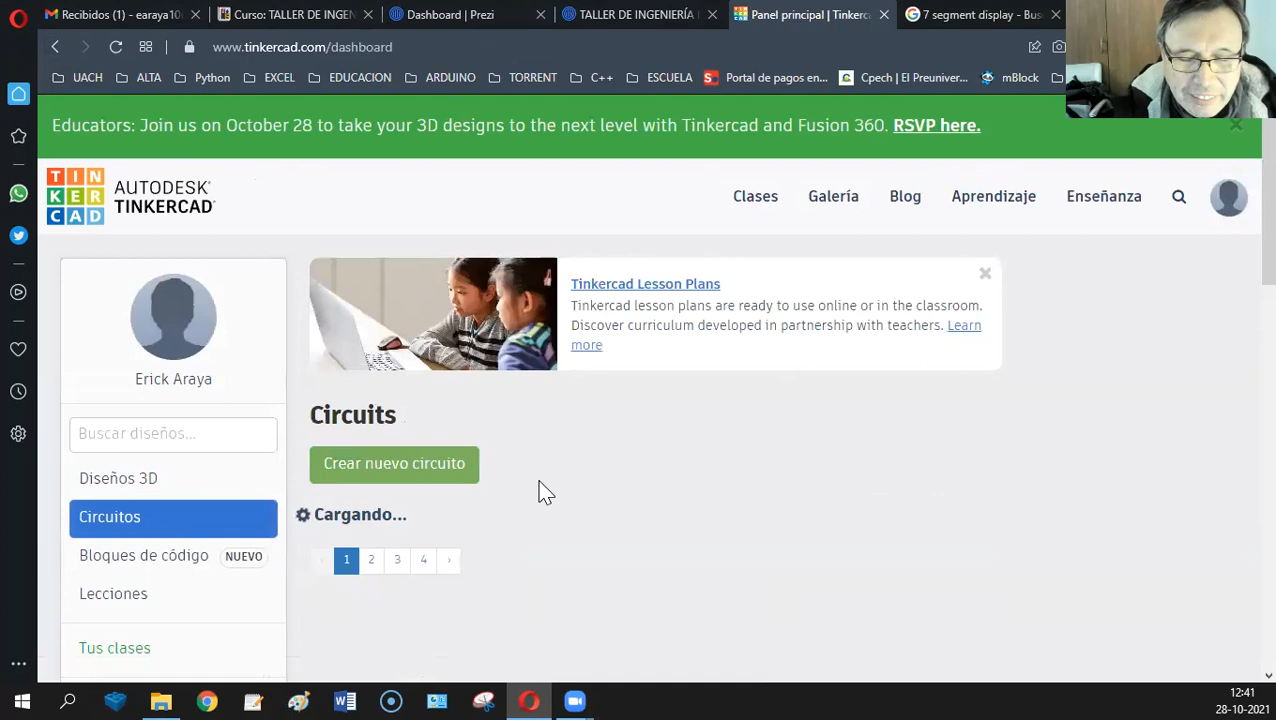 Recibidos (31) - earaya10
Curso: TALLER DE INGEN
Dashboard | Prezi
TALLER DE INGENIERÍA
Panel principal | Tinkerc
7 segment display - Bus
www.tinkercad.com/dashboard
UACH
ALTA
Python
EXCEL
EDUCACION
ARDUINO
TORRENT
C++
ESCUELA
Portal de pagos en...
Cpech | El Preuniver...
mBlock
Educators: Join us on October 28 to take your 3D designs to the next level with Tinkercad and Fusion 360. RSVP here.
TIN
KER
CAD
AUTODESK
TINKERCAD
Clases
Galería
Blog
Aprendizaje
Enseñanza
Erick Araya
Buscar diseños...
Diseños 3D
Circuitos
Bloques de código NUEVO
Lecciones
Tus clases
Tinkercad Lesson Plans
Tinkercad lesson plans are ready to use online or in the classroom.
Discover curriculum developed in partnership with teachers. Learn
more
Circuits
Crear nuevo circuito
Cargando...
1 2 3 4
12:41
28-10-2021